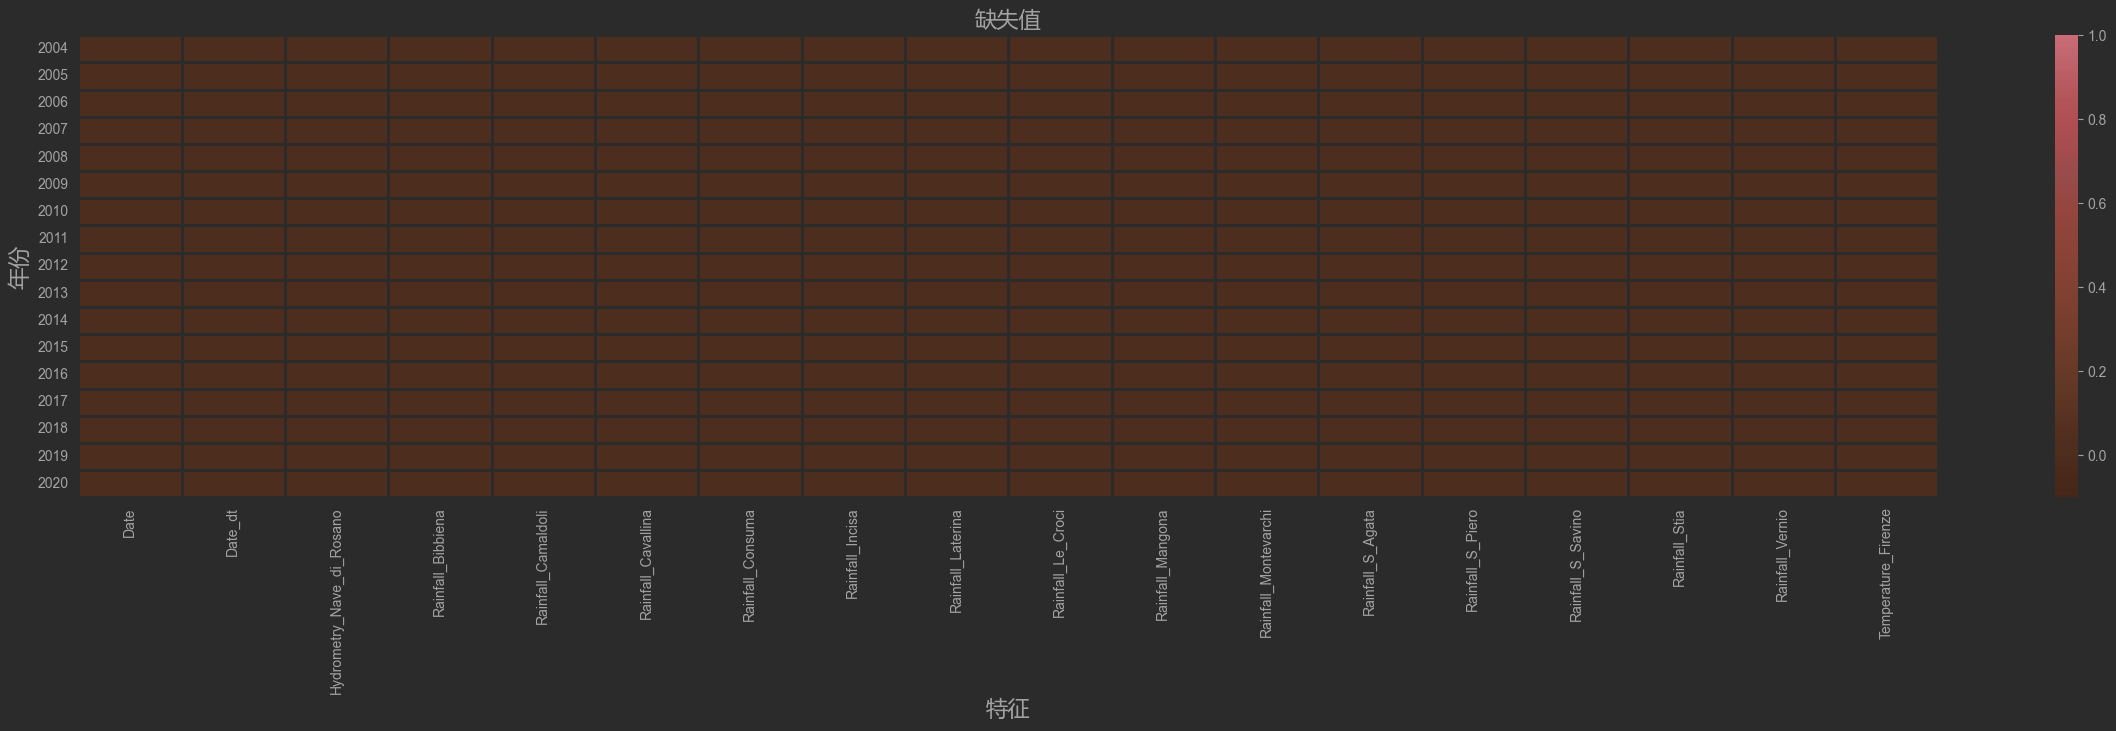 缺失值
年份
2004
2005
2006
2007
2008
2009
2010
2011
2012
2013
2014
2015
2016
2017
2018
2019
2020
1.0
0.8
0.6
0.4
0.2
0.0
Date
Date_dt
Hydrometry_Nave_di_Rosano
Rainfall_Bibbiena
Rainfall_Camaldoli
Rainfall_Cavallina
Rainfall_Consuma
Rainfall_Incisa
Rainfall_Laterina
Rainfall_Le_Croci
Rainfall_Mangona
Rainfall_Montevarchi
Rainfall_S_Agata
Rainfall_S_Piero
Rainfall_S_Savino
Rainfall_Stia
Rainfall_Vernio
Temperature_Firenze
特征